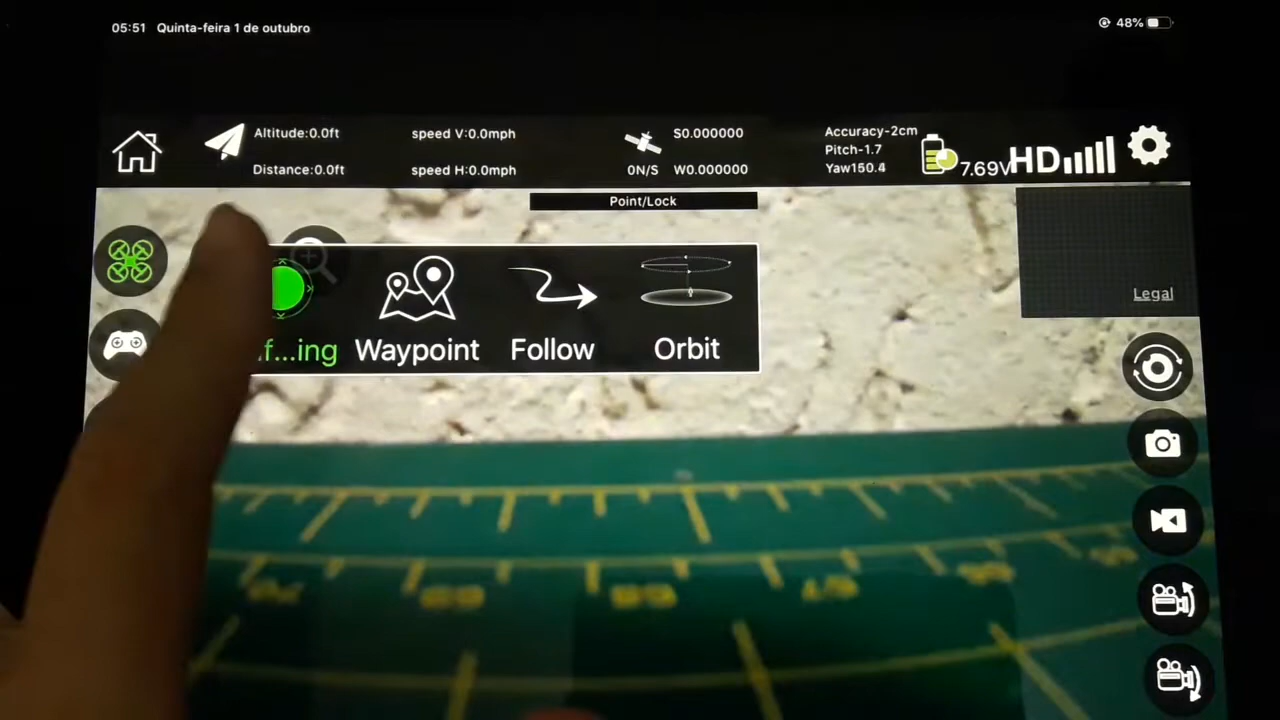 05:51 Quinta-feira 1 de outubro
48%
Altitude:0.0ft
speed V:0.0mph
S0.000000
Accuracy-2cm
Pitch-1.7
Distance:0.0ft
speed H:0.0mph
0N/S
W0.000000
Yaw150.4
7.69V
HD
Point/Lock
Legal
f...ing
Waypoint
Follow
Orbit